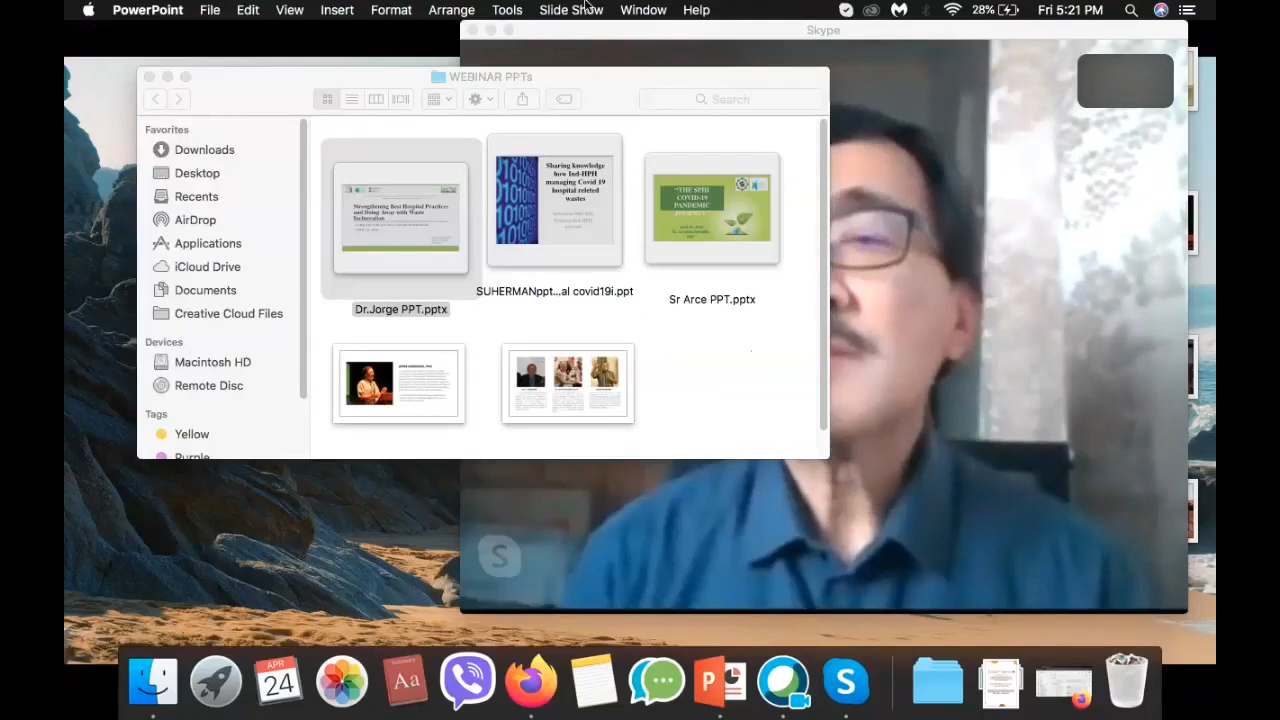 PowerPoint File Edit View Insert Format Arrange Tools Slide Show Window Help 28% Fri 5:21 PM
Skype
WEBINAR PPTs
Search
Favorites
Downloads
Desktop
Recents
AirDrop
Applications
iCloud Drive
Documents
Creative Cloud Files
Devices
Macintosh HD
Remote Disc
Tags
Yellow
Purple
Strengthening Best Hospital Practices
and Doing Away with Waste
Incineration
Dr.Jorge PPT.pptx
Sharing knowledge
how Ind-HPH
managing Covid 19
hospital releted
wastes
SUHERMANppt...al covid19i.ppt
"THE SPHI
COVID-19
PANDEMIC
JOURNEY"
Sr Arce PPT.pptx
S
APR
24
Aa
P
S